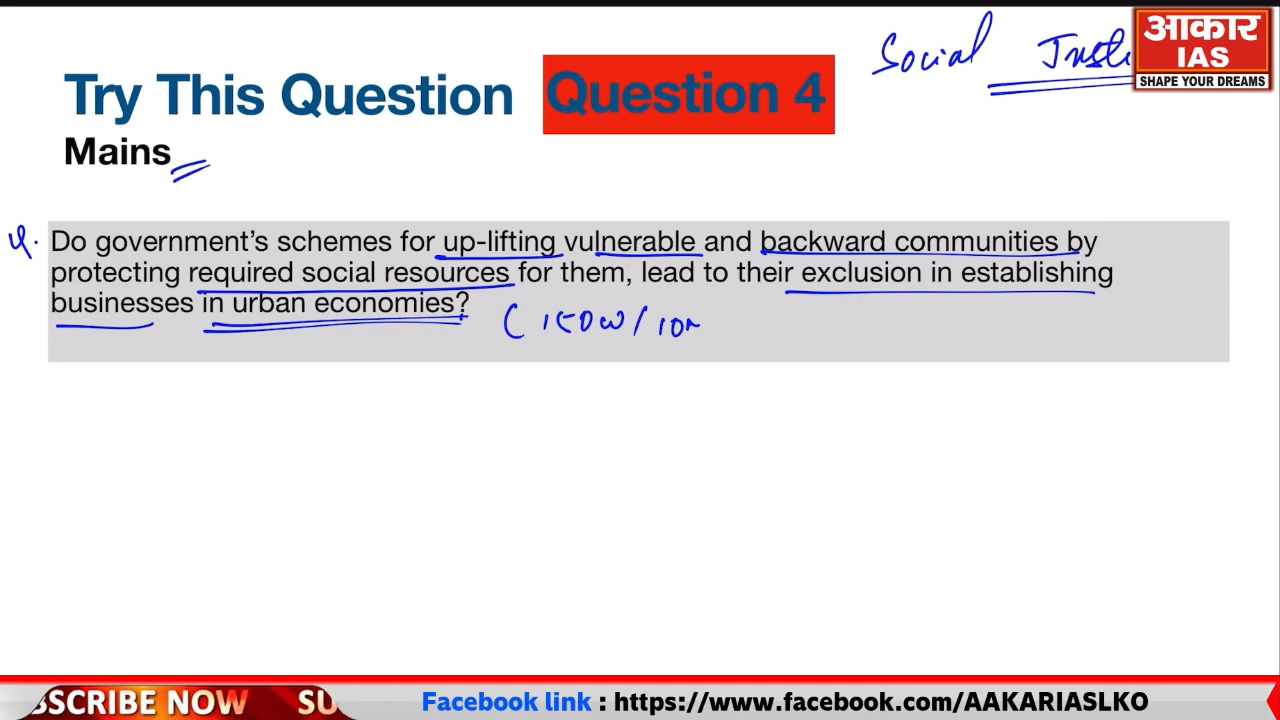 Social
आकार
IAS
SHAPE YOUR DREAMS
Try This Question Question 4
Mains
Do government's schemes for up-lifting vulnerable and backward communities by
protecting required social resources for them, lead to their exclusion in establishing
businesses in urban economies?
(150w/10m
BSCRIBE NOW SU Facebook link : https://www.facebook.com/AAKARIASLKO